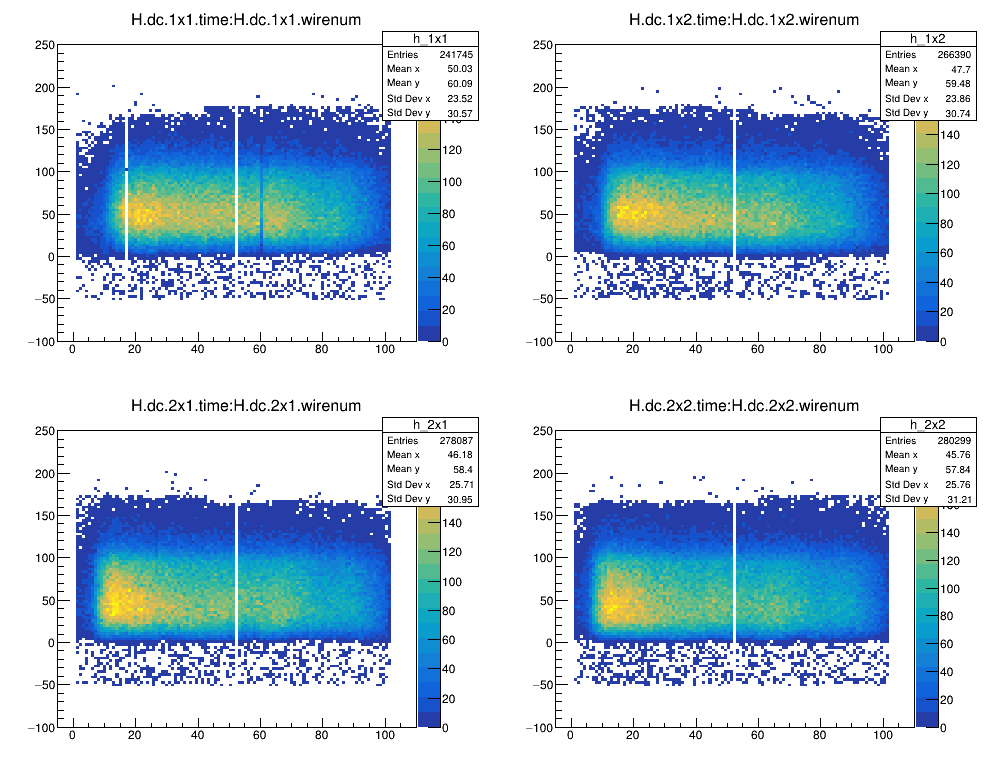 H.dc.1x1.time:H.dc.1x1.wirenum
h_1x1
Entries 241745
Mean x 50.03
Mean y 60.09
Std Dev x 23.52
Std Dev y 30.57
250
200
150
100
50
0
−50
−100
0 20 40 60 80 100
140
120
100
80
60
40
20
0
H.dc.1x2.time:H.dc.1x2.wirenum
h_1x2
Entries 266390
Mean x 47.7
Mean y 59.48
Std Dev x 23.86
Std Dev y 30.74
250
200
150
100
50
0
−50
−100
0 20 40 60 80 100
140
120
100
80
60
40
20
0
H.dc.2x1.time:H.dc.2x1.wirenum
h_2x1
Entries 278087
Mean x 46.18
Mean y 58.4
Std Dev x 25.71
Std Dev y 30.95
250
200
150
100
50
0
−50
−100
0 20 40 60 80 100
140
120
100
80
60
40
20
0
H.dc.2x2.time:H.dc.2x2.wirenum
h_2x2
Entries 280299
Mean x 45.76
Mean y 57.84
Std Dev x 25.76
Std Dev y 31.21
250
200
150
100
50
0
−50
−100
0 20 40 60 80 100
160
140
120
100
80
60
40
20
0